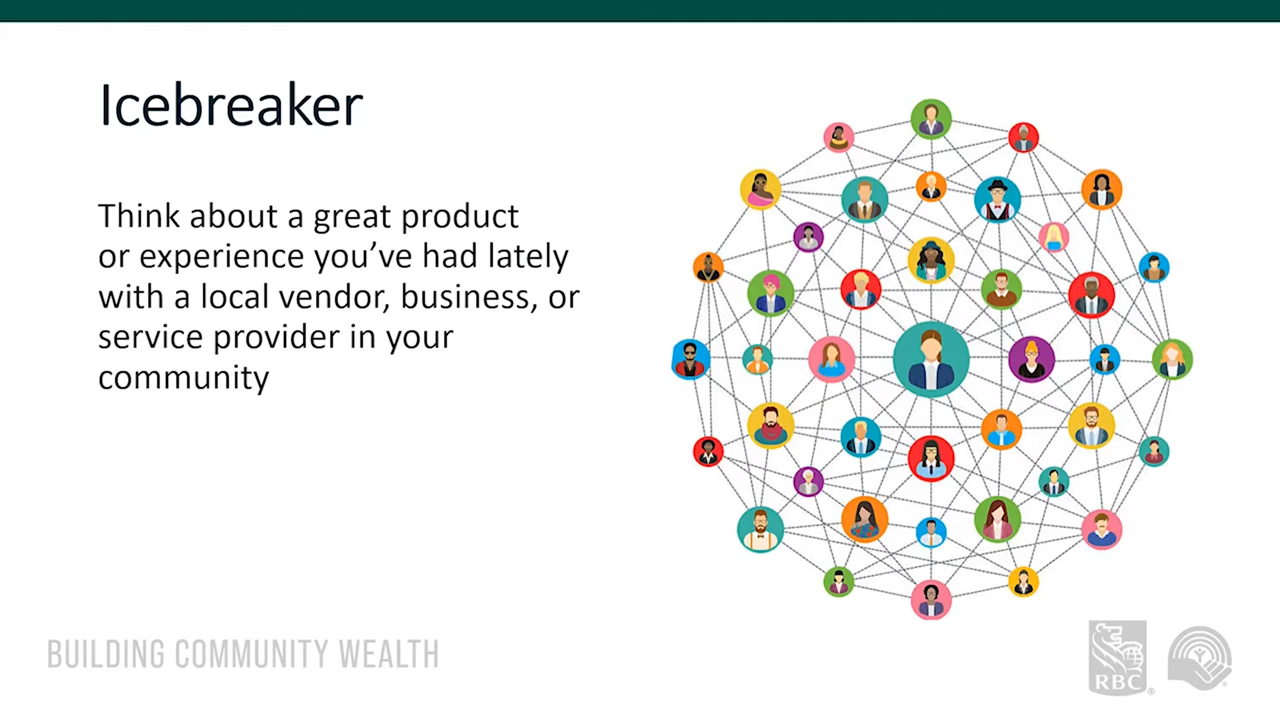 Icebreaker
Think about a great product
or experience you’ve had lately
with a local vendor, business, or
service provider in your
community
BUILDING COMMUNITY WEALTH
RBC
®
®